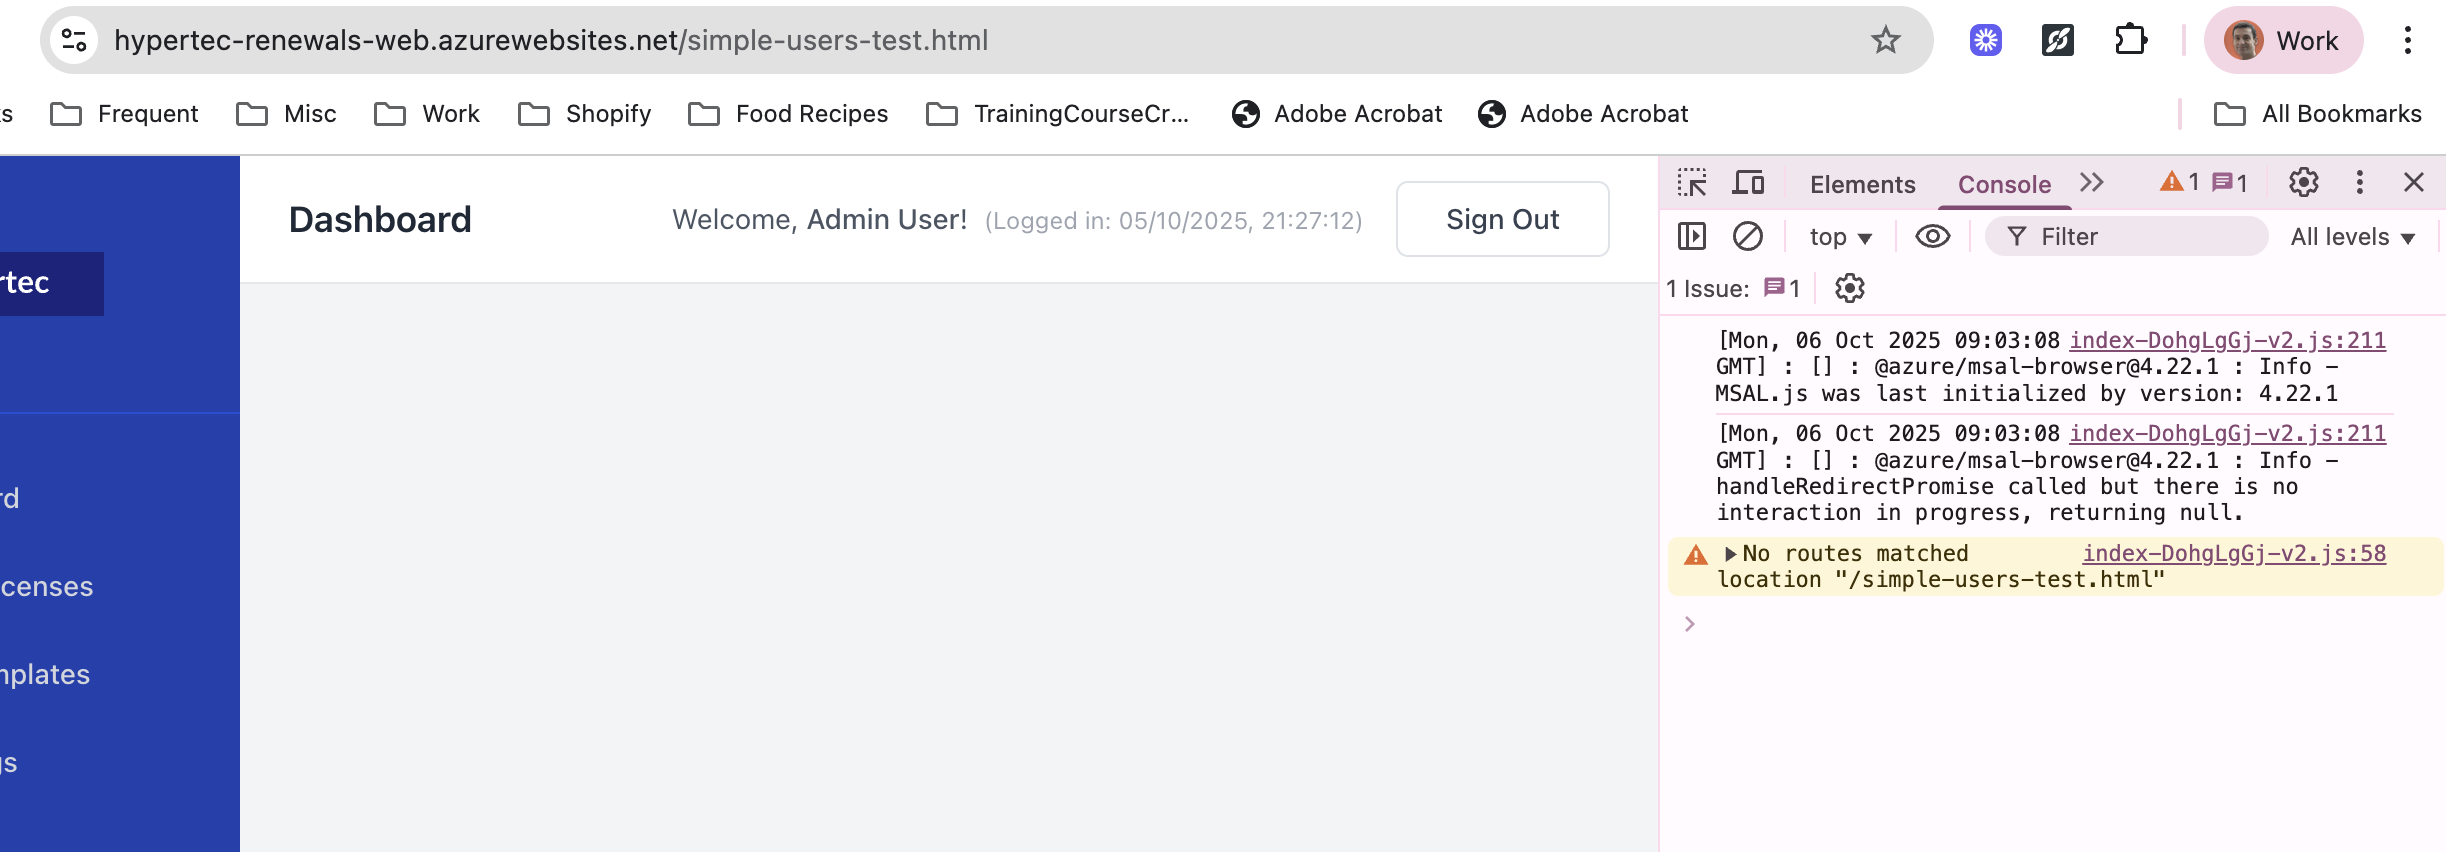 hypertec-renewals-web.azurewebsites.net/simple-users-test.html
Work
Frequent
Misc
Work
Shopify
Food Recipes
TrainingCourseCr...
Adobe Acrobat
Adobe Acrobat
All Bookmarks
rtec
rd
censes
nplates
gs
Dashboard
Welcome, Admin User! (Logged in: 05/10/2025, 21:27:12)
Sign Out
Elements
Console
1
1
top
Filter
All levels
1 Issue: 1
[Mon, 06 Oct 2025 09:03:08 index-DohgLgGj-v2.js:211
GMT] : [] : @azure/msal-browser@4.22.1 : Info -
MSAL.js was last initialized by version: 4.22.1
[Mon, 06 Oct 2025 09:03:08 index-DohgLgGj-v2.js:211
GMT] : [] : @azure/msal-browser@4.22.1 : Info -
handleRedirectPromise called but there is no
interaction in progress, returning null.
No routes matched index-DohgLgGj-v2.js:58
location "/simple-users-test.html"